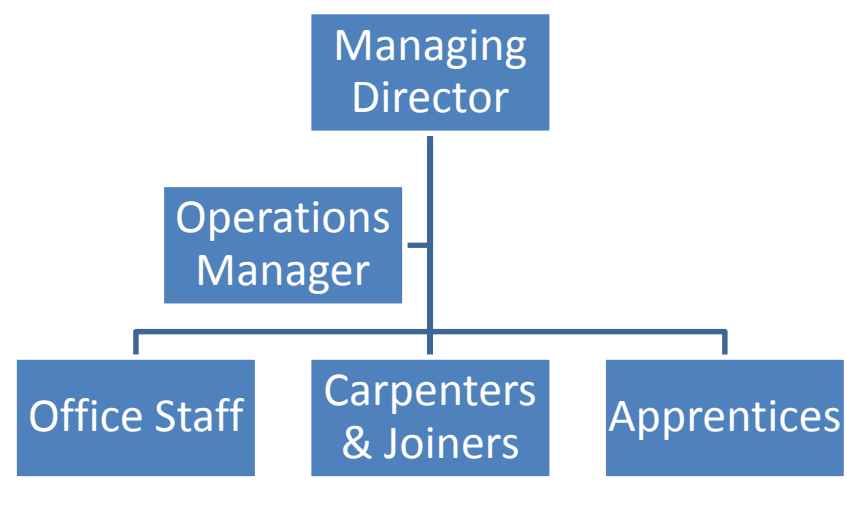 Managing
Director
Operations
Manager
Office Staff
Carpenters
& Joiners
Apprentices